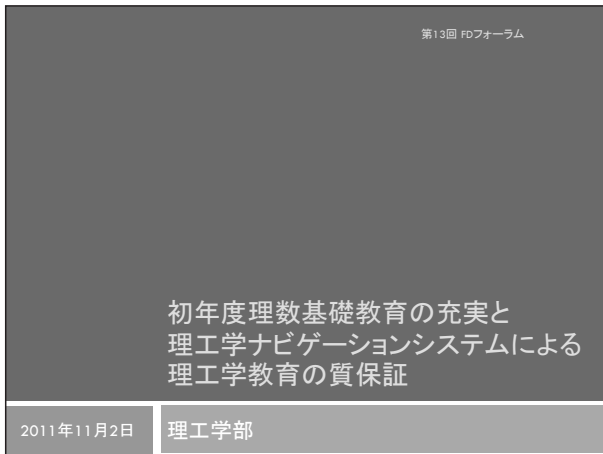 第13回 FDフォーラム
初年度理数基礎教育の充実と
理工学ナビゲーションシステムによる
理工学教育の質保証
2011年11月2日
理工学部